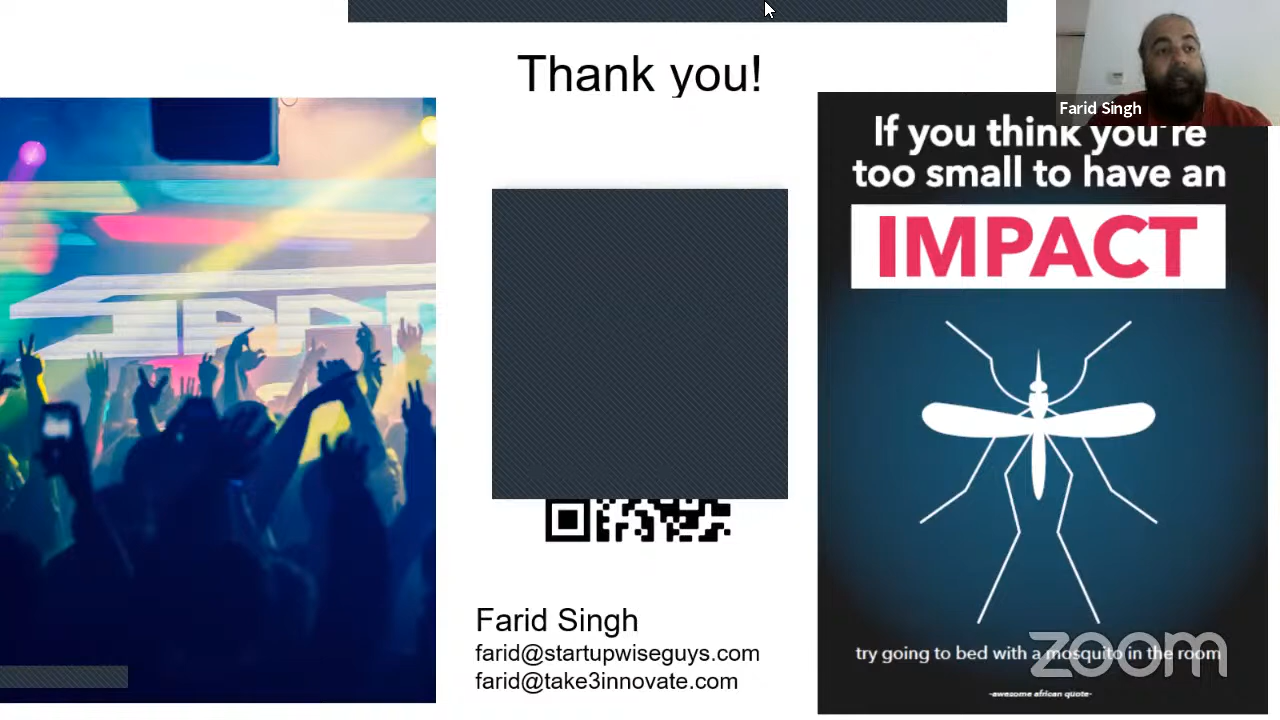 Thank you!
Farid Singh
If you think you're
too small to have an
IMPACT
Farid Singh
farid@startupwiseguys.com
farid@take3innovate.com
try going to bed with a mosquito in the room
-awesome african quote-
zoom